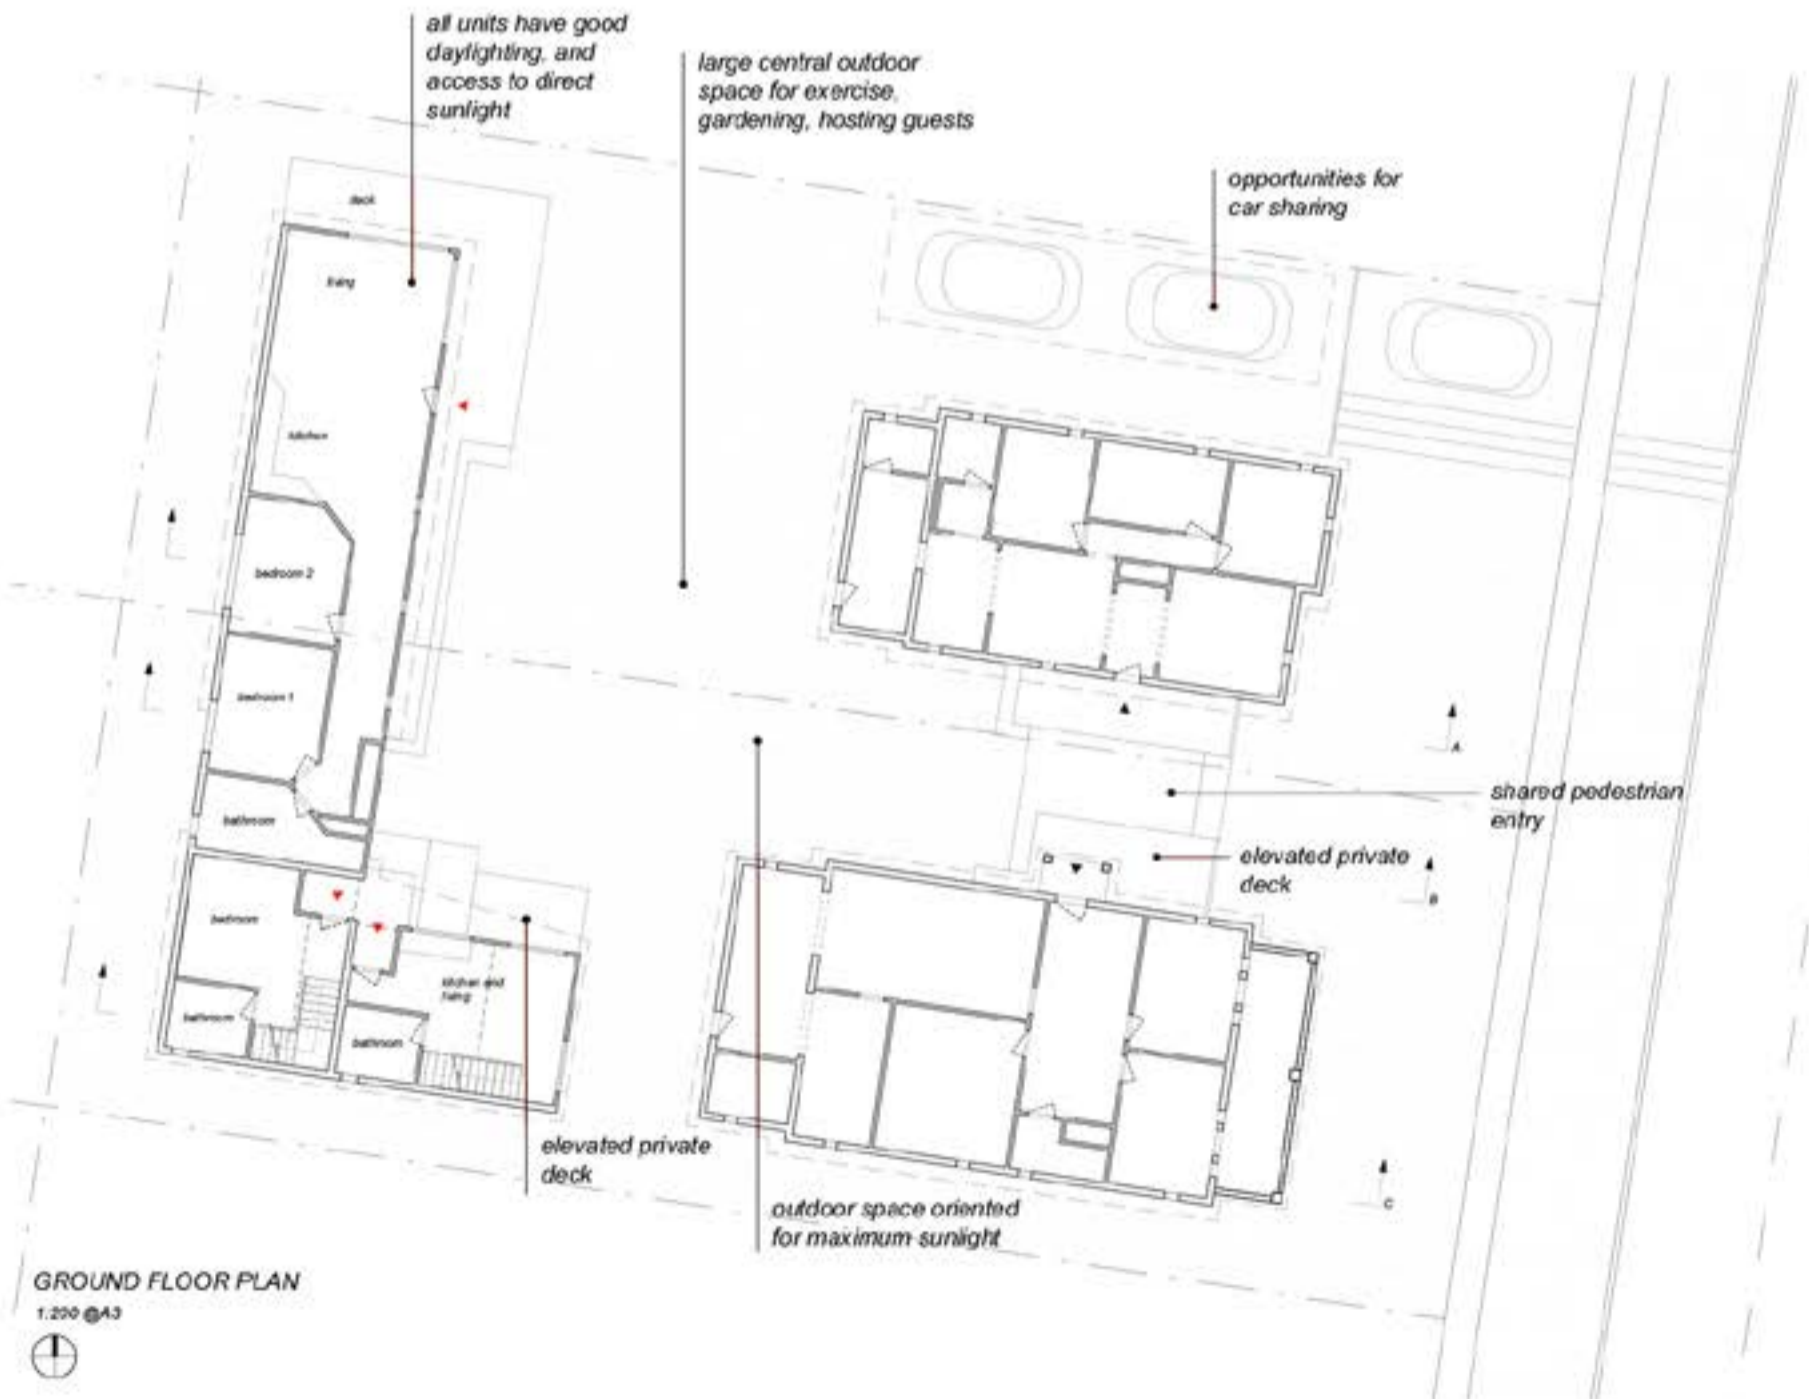 all units have good
daylighting, and
access to direct
sunlight
large central outdoor
space for exercise,
gardening, hosting guests
opportunities for
car sharing
deck
living
kitchen
bedroom 2
bedroom 1
bathroom
bedroom
bathroom
kitchen and
living
bathroom
A
shared pedestrian
entry
elevated private
deck
B
C
elevated private
deck
outdoor space oriented
for maximum sunlight
GROUND FLOOR PLAN
1:200 @A3